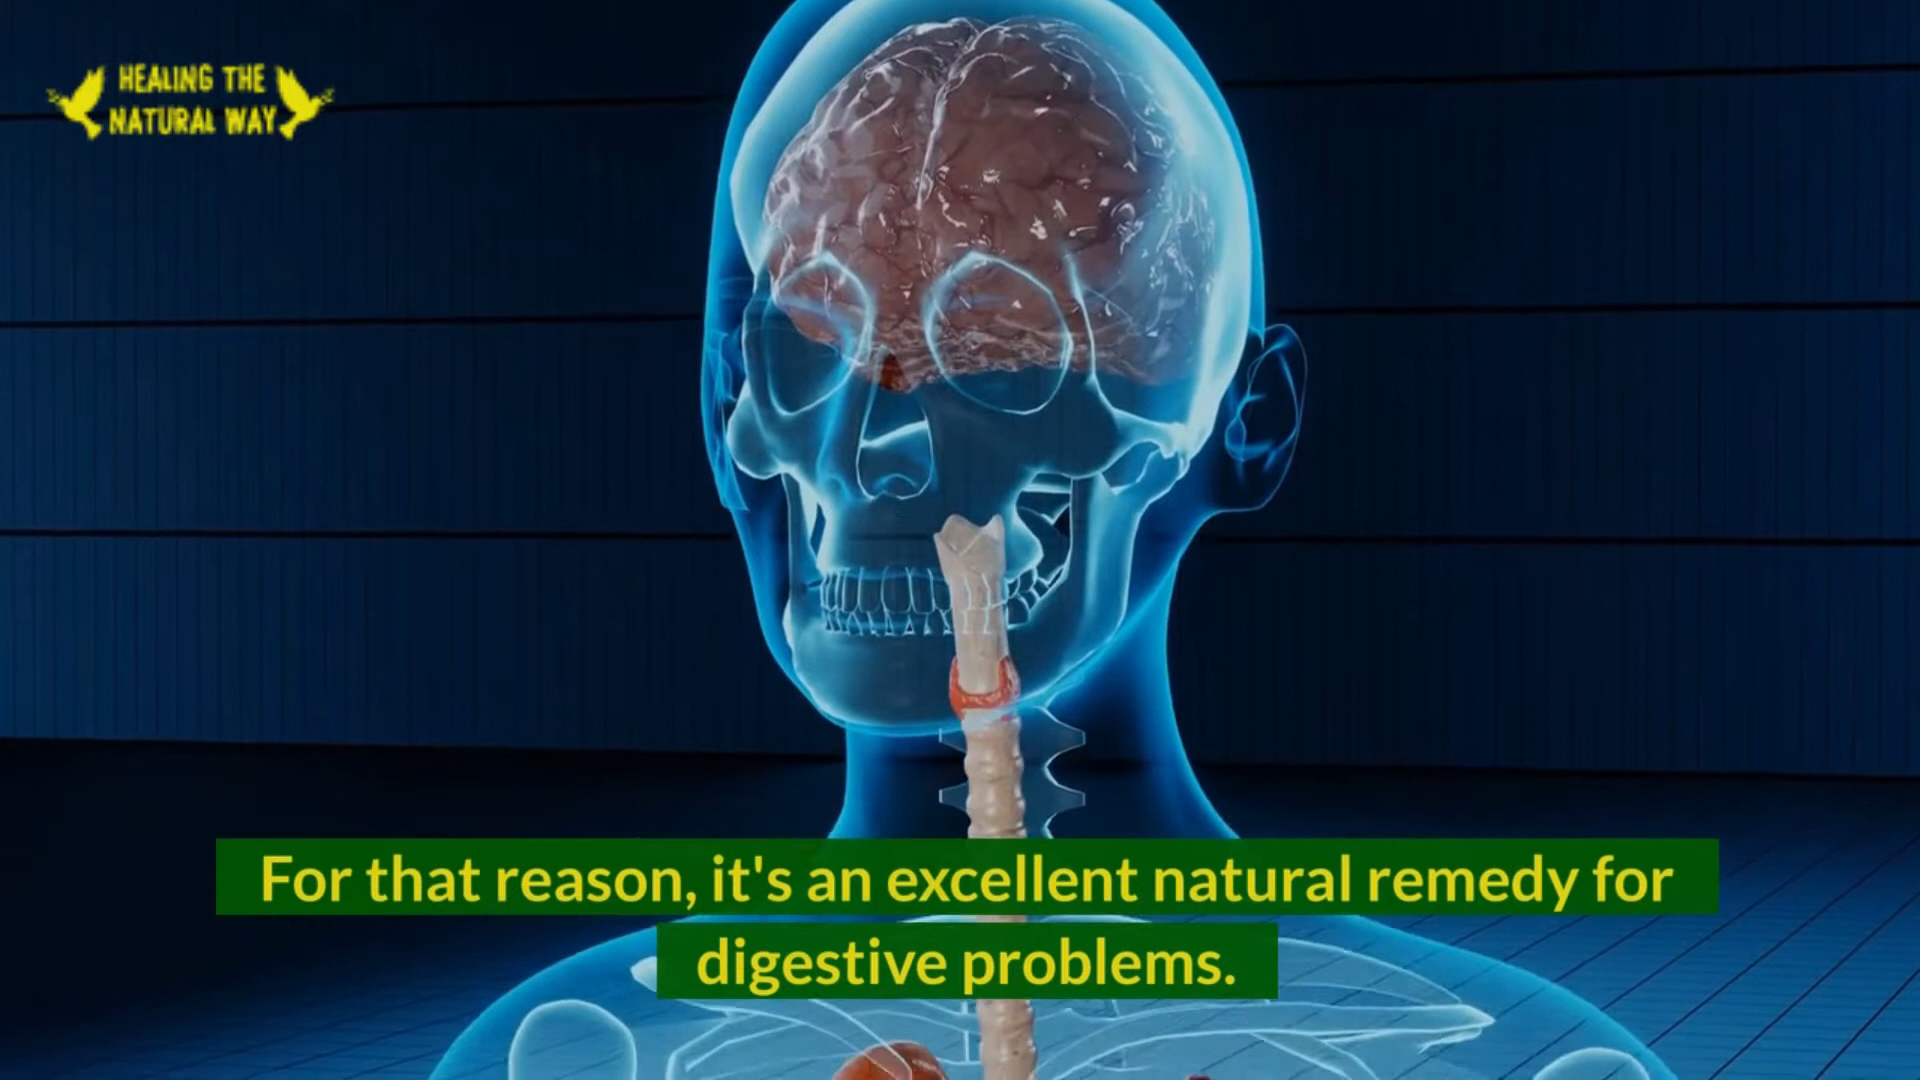 HEALING THE
NATURAL WAY
For that reason, it's an excellent natural remedy for
digestive problems.